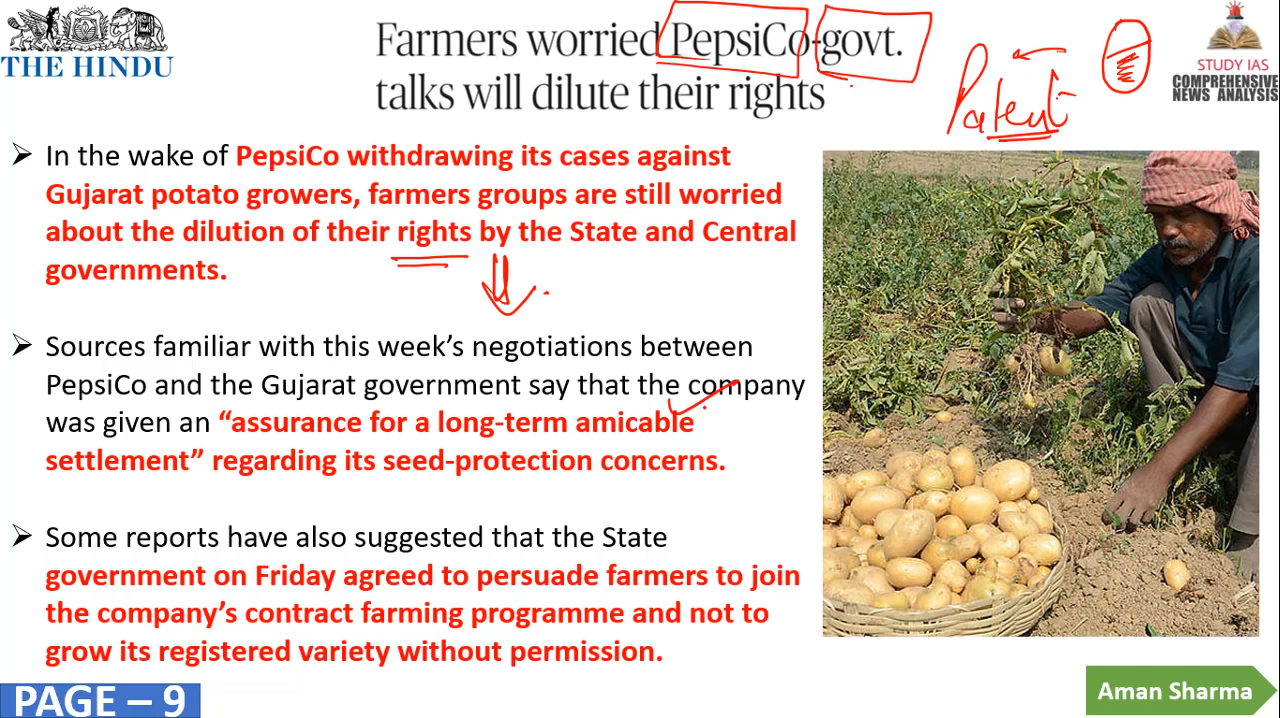 THE HINDU
Farmers worried PepsiCo-govt.
talks will dilute their rights
Patent
STUDY IAS
COMPREHENSIVE
NEWS ANALYSIS
➢ In the wake of PepsiCo withdrawing its cases against
Gujarat potato growers, farmers groups are still worried
about the dilution of their rights by the State and Central
governments.
➢ Sources familiar with this week’s negotiations between
PepsiCo and the Gujarat government say that the company
was given an “assurance for a long-term amicable
settlement” regarding its seed-protection concerns.
➢ Some reports have also suggested that the State
government on Friday agreed to persuade farmers to join
the company’s contract farming programme and not to
grow its registered variety without permission.
PAGE – 9
Aman Sharma